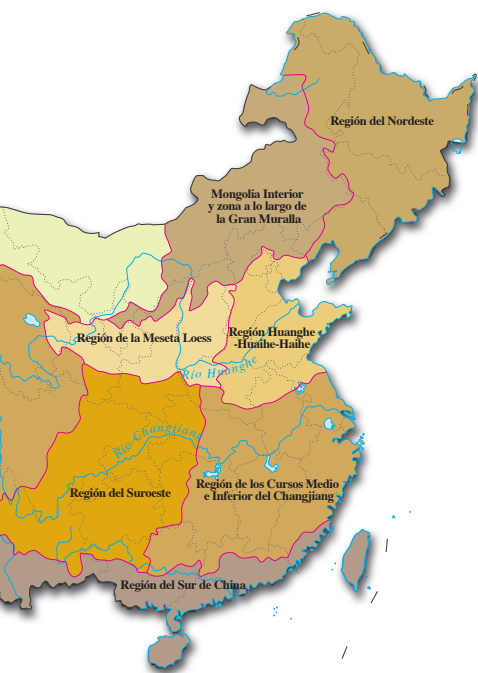 Región del Nordeste
Mongolia Interior
y zona a lo largo de
la Gran Muralla
Región de la Meseta Loess
Región Huanghe
-Huaihe-Haihe
Río Huanghe
Río Changjiang
Región del Suroeste
Región de los Cursos Medio
e Inferior del Changjiang
Región del Sur de China